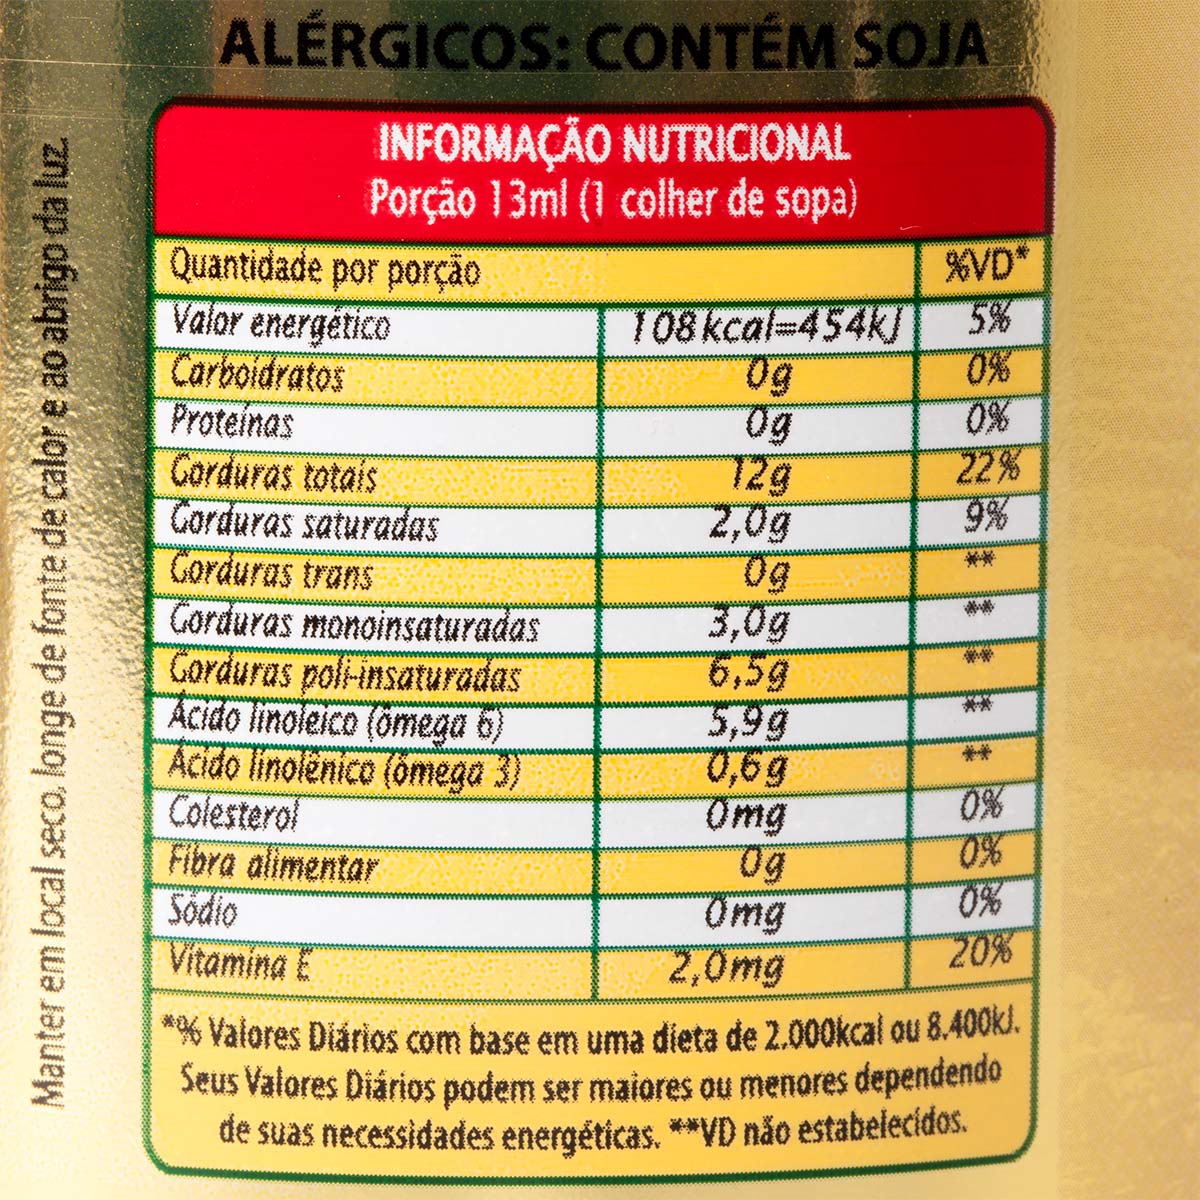 ALÉRGICOS: CONTÉM SOJA
INFORMAÇÃO NUTRICIONAL
Porção 13ml (1 colher de sopa)
Quantidade por porção %VD*
Valor energético 108kcal=454kJ 5%
Carboidratos 0g 0%
Proteínas 0g 0%
Gorduras totais 12g 22%
Gorduras saturadas 2,0g 9%
Gorduras trans 0g **
Gorduras monoinsaturadas 3,0g **
Gorduras poli-insaturadas 6,5g **
Ácido linoleico (ômega 6) 5,9g **
Ácido linolênico (ômega 3) 0,6g **
Colesterol 0mg 0%
Fibra alimentar 0g 0%
Sódio 0mg 0%
Vitamina E 2,0mg 20%
*% Valores Diários com base em uma dieta de 2.000kcal ou 8.400kJ.
Seus Valores Diários podem ser maiores ou menores dependendo
de suas necessidades energéticas. **VD não estabelecidos.
Manter em local seco, longe de fonte de calor e ao abrigo da luz.